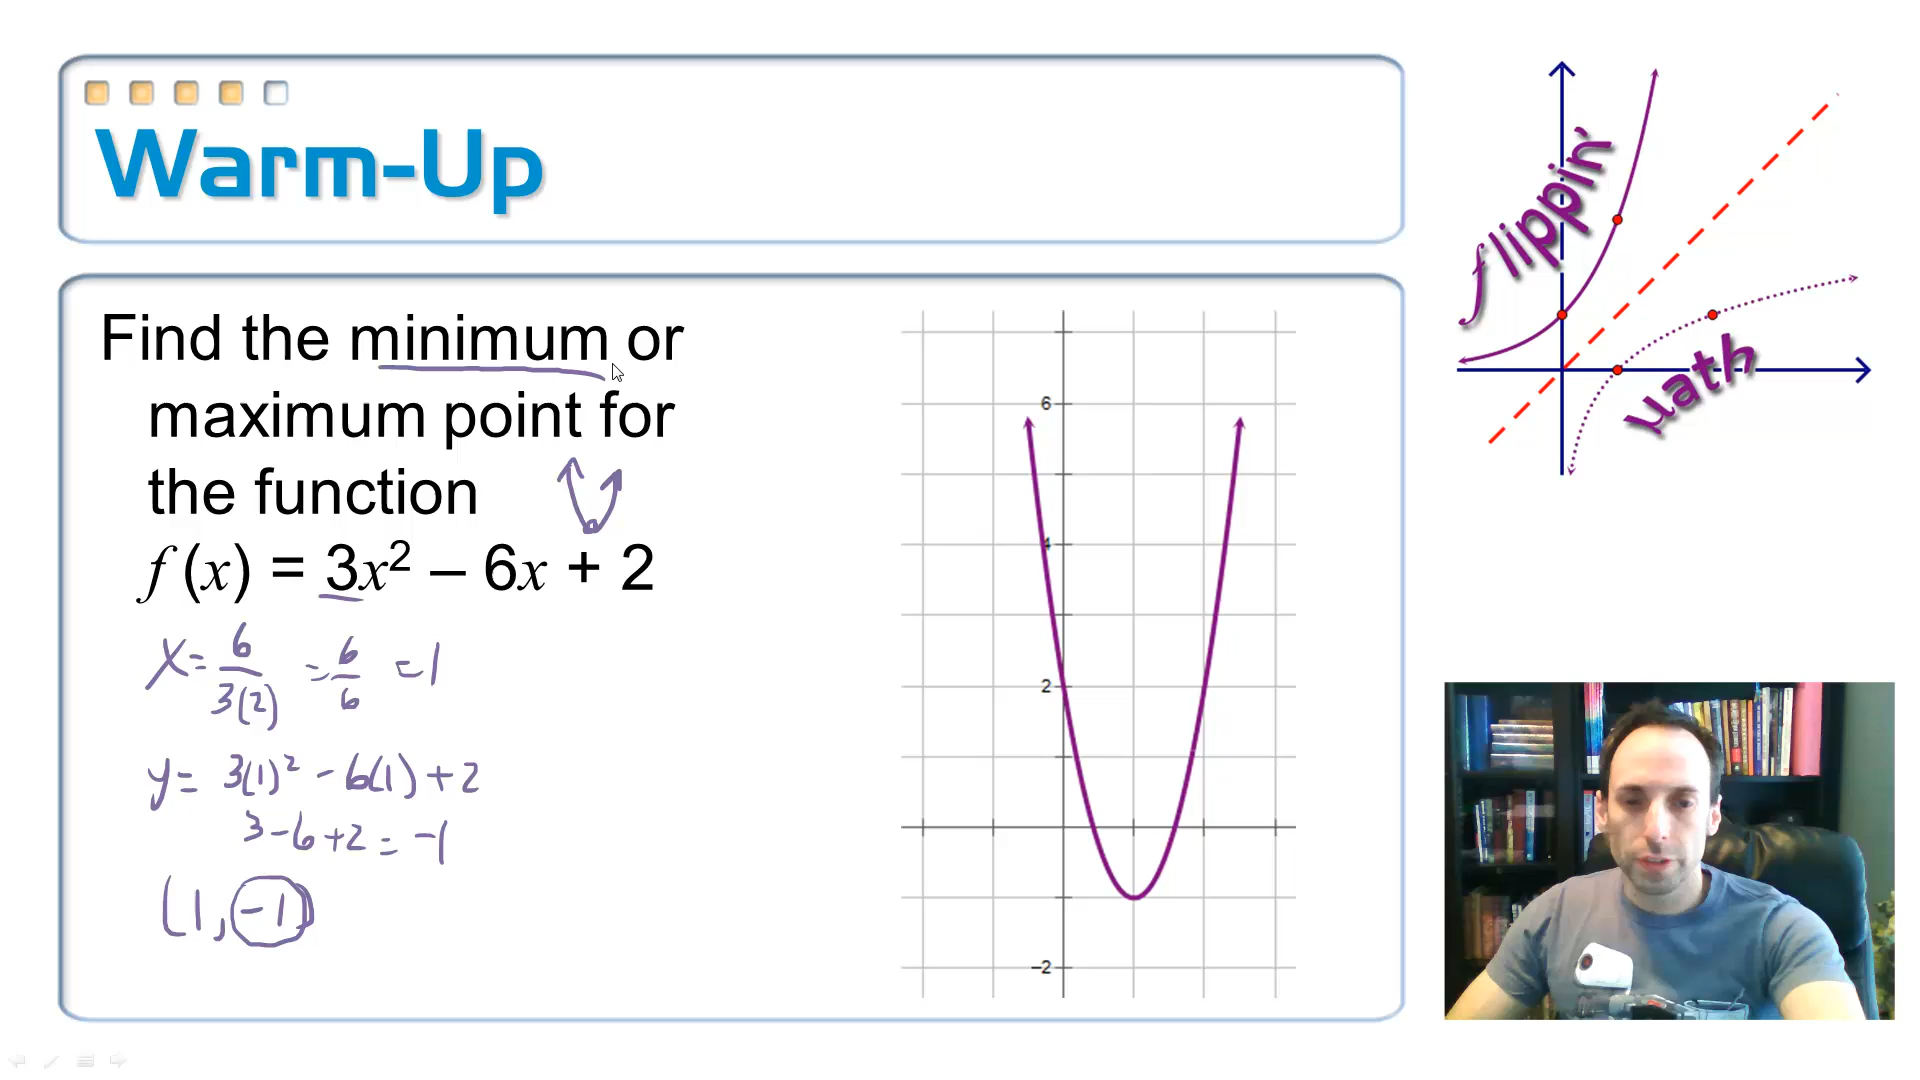 Warm-Up
Find the minimum or
maximum point for
the function
f (x) = 3x² – 6x + 2
x = 6/3(2) = 6/6 = 1
y = 3(1)² - 6(1) + 2
3 - 6 + 2 = -1
(1, -1)
6
4
2
–2
flippin'
math